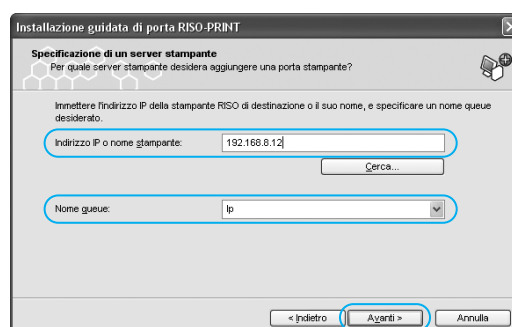 Installazione guidata di porta RISO-PRINT
Specificazione di un server stampante
Per quale server stampante desidera aggiungere una porta stampante?
Immettere l'indirizzo IP della stampante RISO di destinazione o il suo nome, e specificare un nome queue
desiderato.
Indirizzo IP o nome stampante: 192.168.8.12
Cerca...
Nome queue: lp
< Indietro Avanti > Annulla